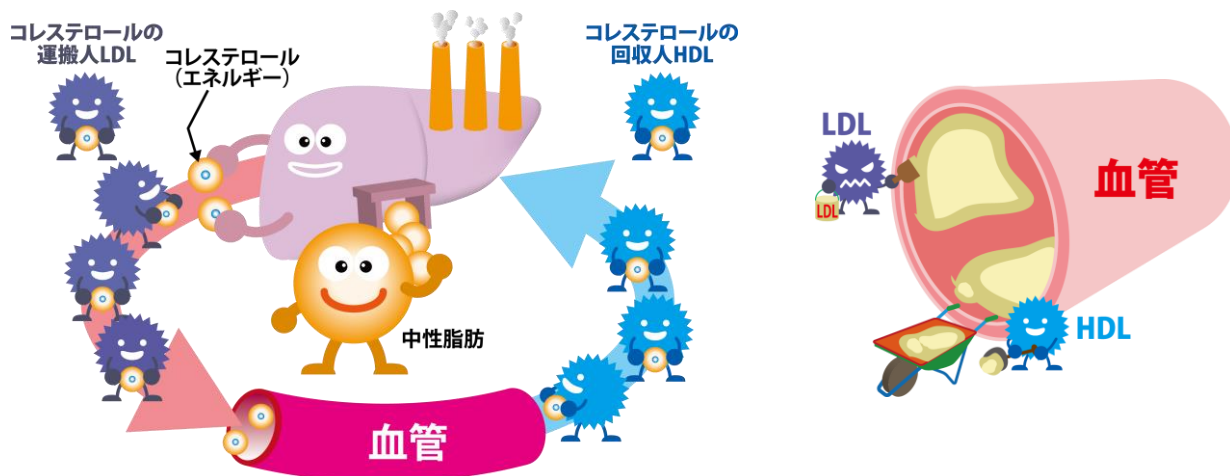 コレステロールの
運搬人LDL
コレステロール
(エネルギー)
コレステロールの
回収人HDL
中性脂肪
血管
LDL
LDL
血管
HDL